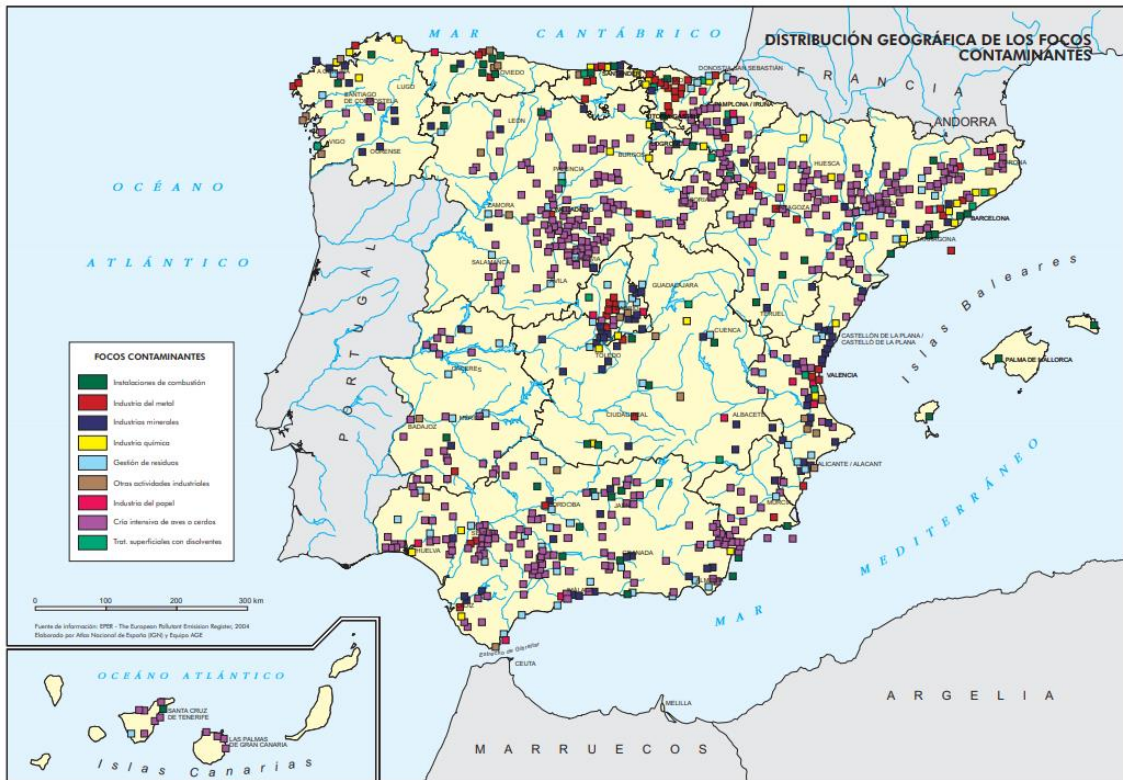 DISTRIBUCIÓN GEOGRÁFICA DE LOS FOCOS
CONTAMINANTES
MAR CANTÁBRICO
FRANCIA
ANDORRA
OCÉANO
ATLÁNTICO
PORTUGAL
Islas Baleares
MAR
MEDITERRÁNEO
LUGO
SANTIAGO
DE COMPOSTELA
VIGO
OURENSE
OVIEDO
SANTANDER
DONOSTIA-SAN SEBASTIÁN
PAMPLONA / IRUÑA
LEÓN
BURGOS
PALENCIA
ZAMORA
SALAMANCA
ÁVILA
HUESCA
BARCELONA
TARRAGONA
GUADALAJARA
TERUEL
CUENCA
TOLEDO
CASTELLÓN DE LA PLANA /
CASTELLÓ DE LA PLANA
VALENCIA
PALMA DE MALLORCA
CÁCERES
BADAJOZ
CIUDAD REAL
ALBACETE
ALICANTE / ALACANT
MURCIA
CÓRDOBA
HUELVA
GRANADA
Estrecho de Gibraltar
CEUTA
MELILLA
MARRUECOS
ARGELIA
FOCOS CONTAMINANTES
Instalaciones de combustión
Industria del metal
Industrias minerales
Industria química
Gestión de residuos
Otras actividades industriales
Industria del papel
Cría intensiva de aves o cerdos
Trat. superficiales con disolventes
0 100 200 300 km
Fuente de información: EPER - The European Pollutant Emission Register, 2004
Elaborado por Atlas Nacional de España (IGN) y Equipo AGE
OCEÁNO ATLÁNTICO
SANTA CRUZ
DE TENERIFE
LAS PALMAS
DE GRAN CANARIA
Islas Canarias